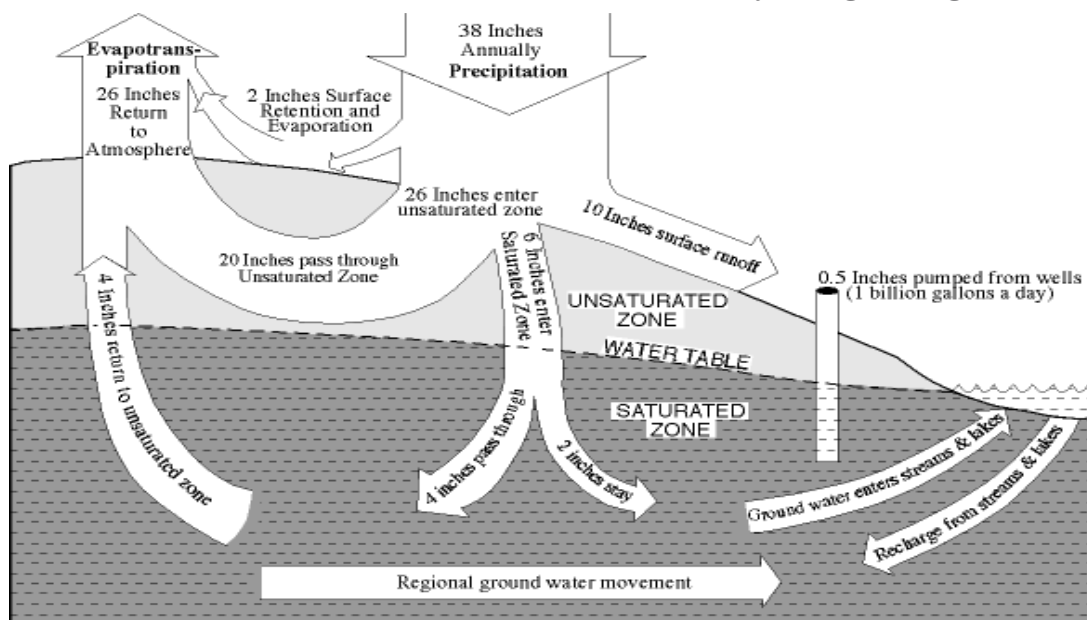 38 Inches
Annually
Precipitation
Evapotrans-
piration
26 Inches
Return
to
Atmosphere
2 Inches Surface
Retention and
Evaporation
26 Inches enter
unsaturated zone
10 Inches surface runoff
20 Inches pass through
Unsaturated Zone
6 Inches enter
Saturated Zone
0.5 Inches pumped from wells
(1 billion gallons a day)
UNSATURATED
ZONE
WATER TABLE
SATURATED
ZONE
4 Inches return to unsaturated zone
4 inches pass through
2 inches stay
Ground water enters streams & lakes
Recharge from streams & lakes
Regional ground water movement